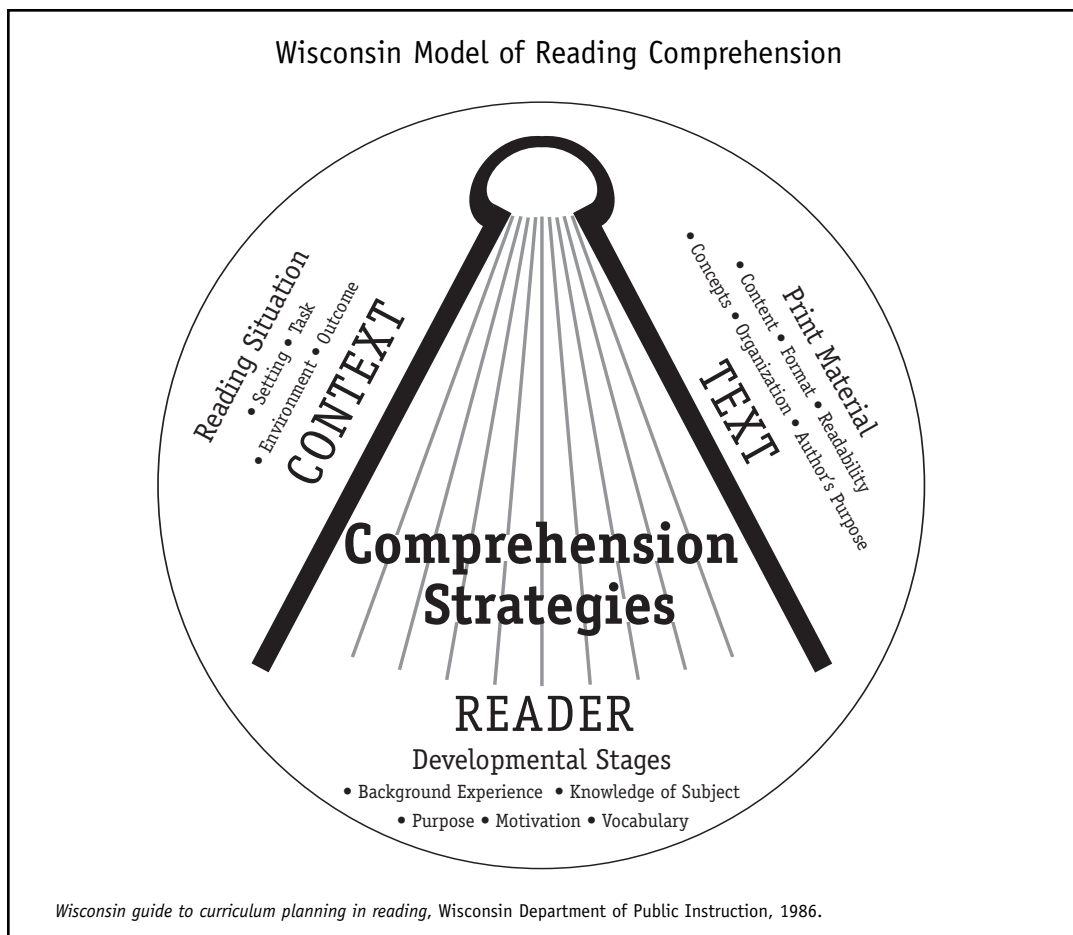 Wisconsin Model of Reading Comprehension
Reading Situation
• Setting • Task
• Environment • Outcome
CONTEXT
Print Material
• Content • Format • Readability
• Concepts • Organization • Author's Purpose
TEXT
Comprehension
Strategies
READER
Developmental Stages
• Background Experience • Knowledge of Subject
• Purpose • Motivation • Vocabulary
Wisconsin guide to curriculum planning in reading, Wisconsin Department of Public Instruction, 1986.